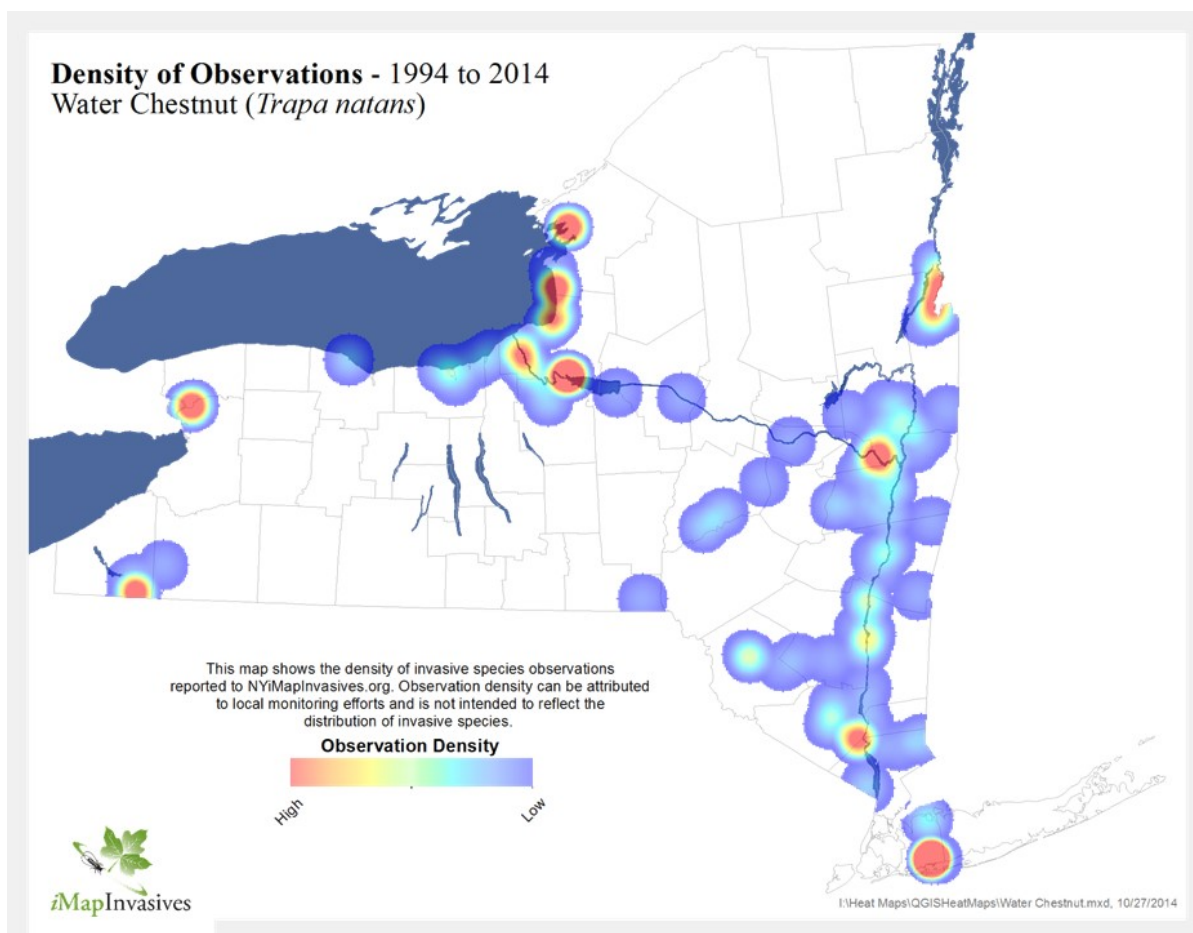 Density of Observations - 1994 to 2014
Water Chestnut (Trapa natans)
This map shows the density of invasive species observations
reported to NYiMapInvasives.org. Observation density can be attributed
to local monitoring efforts and is not intended to reflect the
distribution of invasive species.
Observation Density
High
Low
iMapInvasives
I:\Heat Maps\QGISHeatMaps\Water Chestnut.mxd, 10/27/2014